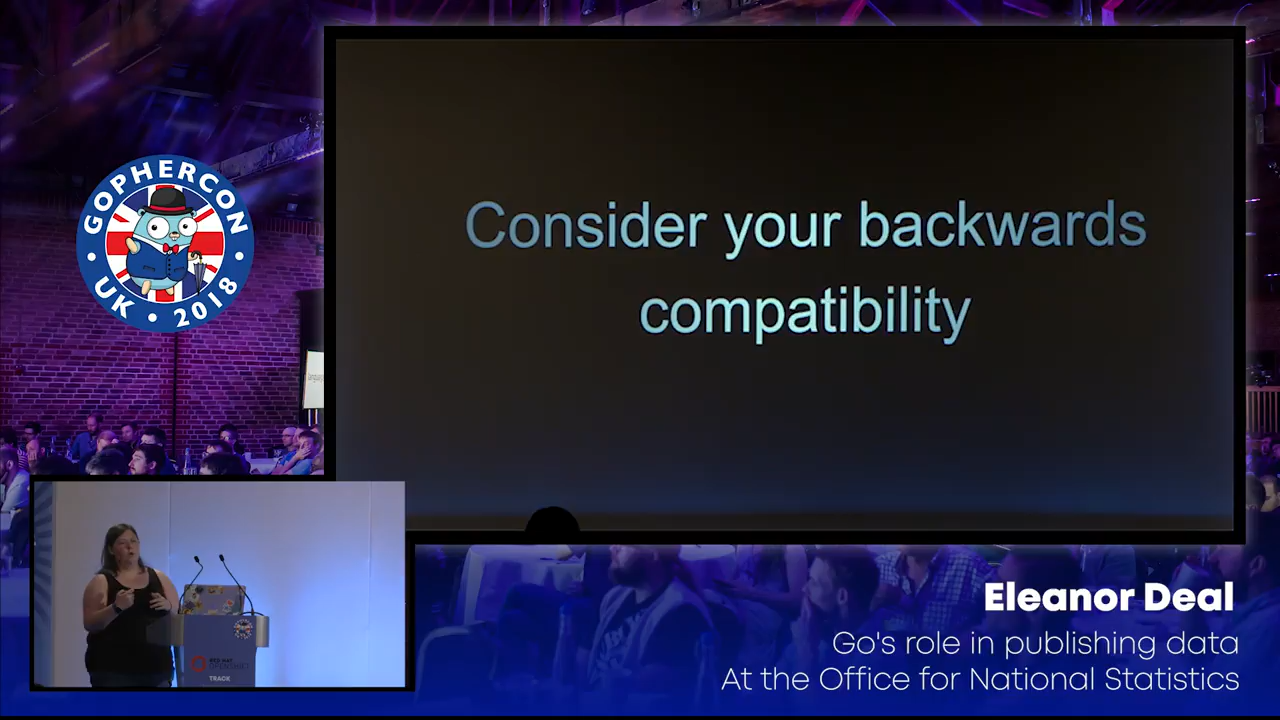 GOPHERCON
UK • 2018
Consider your backwards
compatibility
TRACK
Eleanor Deal
Go's role in publishing data
At the Office for National Statistics